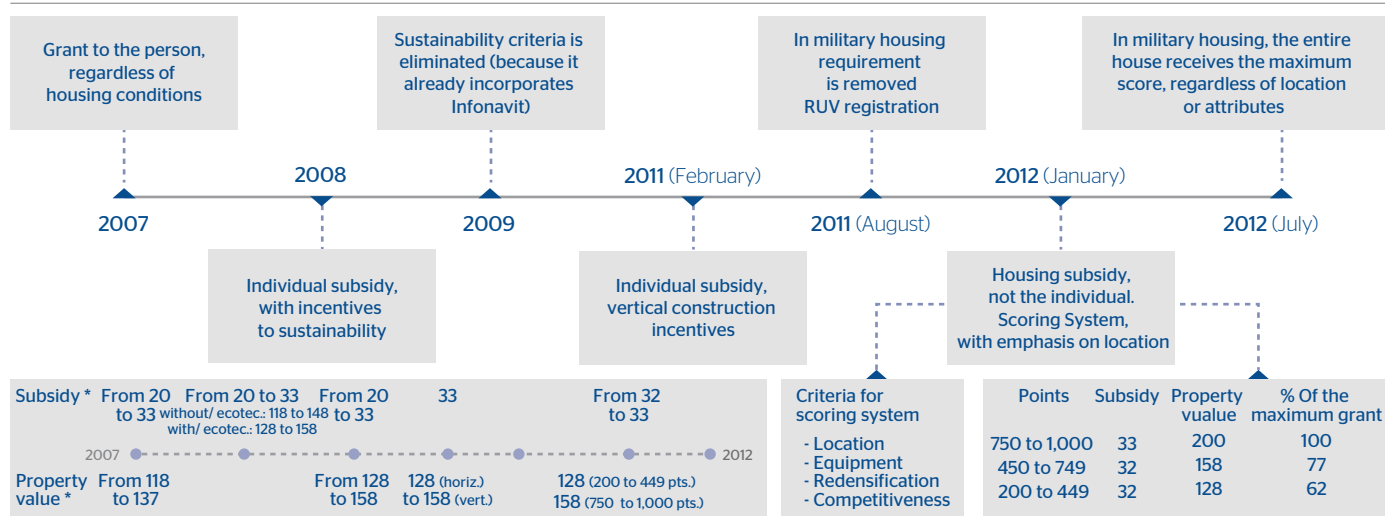 Grant to the person,
regardless of
housing conditions
Sustainability criteria is
eliminated (because it
already incorporates
Infonavit)
In military housing
requirement
is removed
RUV registration
In military housing, the entire
house receives the maximum
score, regardless of location
or attributes
2008
2011 (February)
2012 (January)
2007
2009
2011 (August)
2012 (July)
Individual subsidy,
with incentives
to sustainability
Individual subsidy,
vertical construction
incentives
Housing subsidy,
not the individual.
Scoring System,
with emphasis on location
Subsidy *
From 20
to 33
From 20 to 33
without/ ecotec.: 118 to 148
with/ ecotec.: 128 to 158
From 20
to 33
33
From 32
to 33
2007
2012
Property
value *
From 118
to 137
From 128
to 158
128 (horiz.)
to 158 (vert.)
128 (200 to 449 pts.)
158 (750 to 1,000 pts.)
Criteria for
scoring system
- Location
- Equipment
- Redensification
- Competitiveness
Points Subsidy Property vualue % Of the maximum grant
750 to 1,000 33 200 100
450 to 749 32 158 77
200 to 449 32 128 62